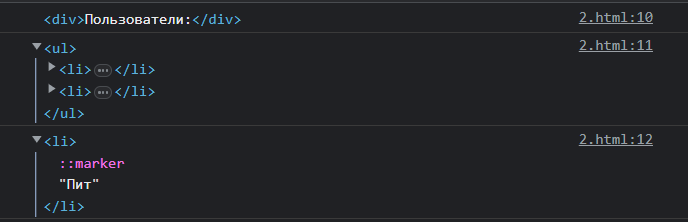 <div>Пользователи:</div> 2.html:10
▼<ul> 2.html:11
▶<li>…</li>
▶<li>…</li>
</ul>
▼<li> 2.html:12
::marker
"Пит"
</li>